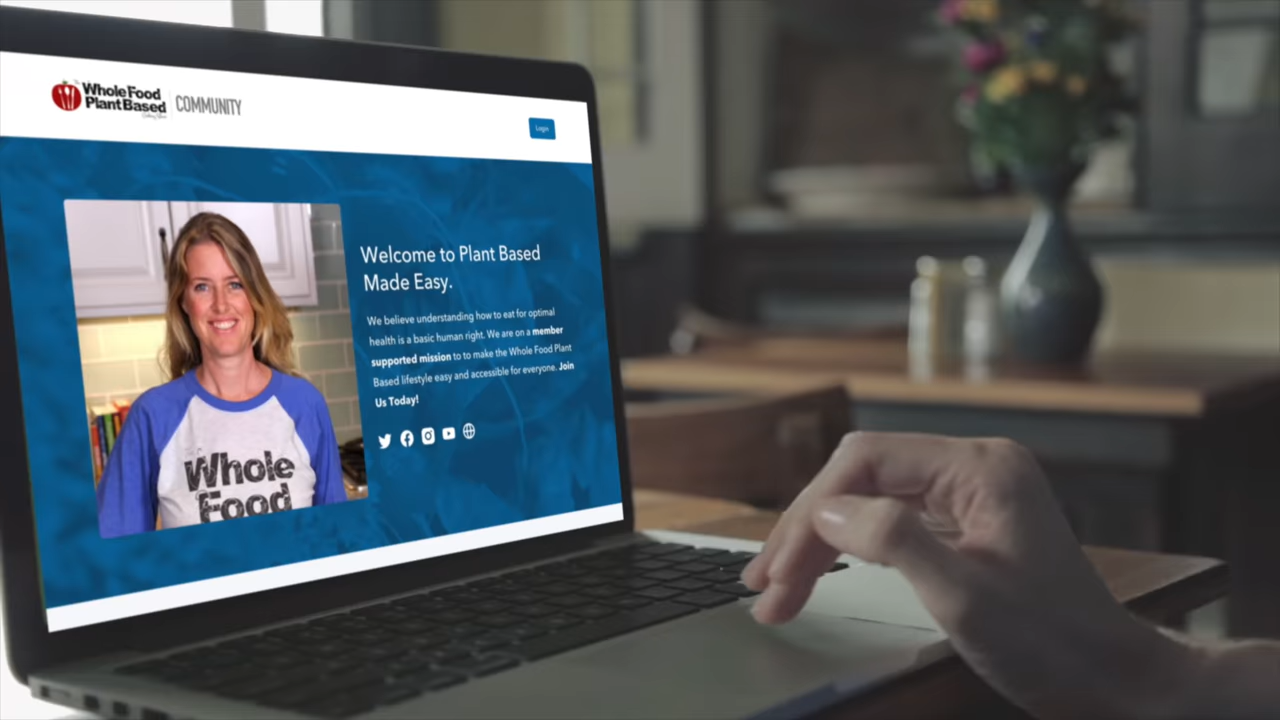 Whole Food
Plant Based
COMMUNITY
Login
Welcome to Plant Based
Made Easy.
We believe understanding how to eat for optimal
health is a basic human right. We are on a member
supported mission to to make the Whole Food Plant
Based lifestyle easy and accessible for everyone. Join
Us Today!
Whole
Food